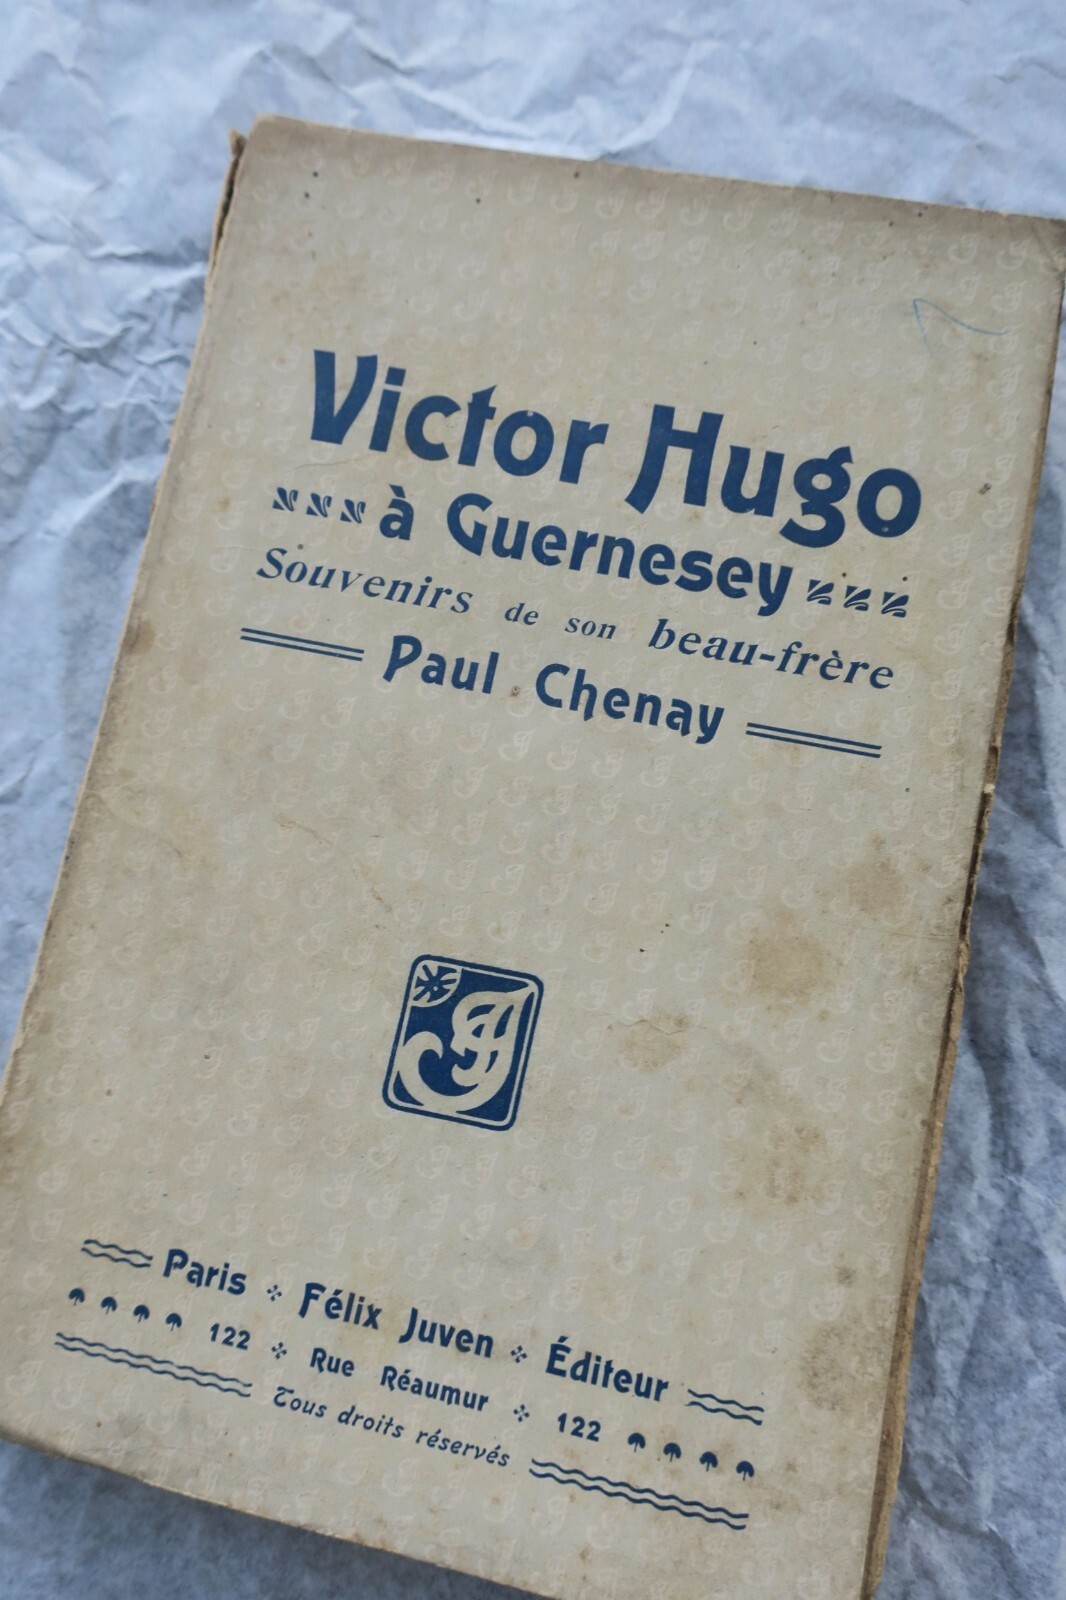 Victor Hugo
à Guernesey
Souvenirs de son beau-frère
Paul Chenay
Paris Félix Juven Éditeur
122 Rue Réaumur 122
Tous droits réservés